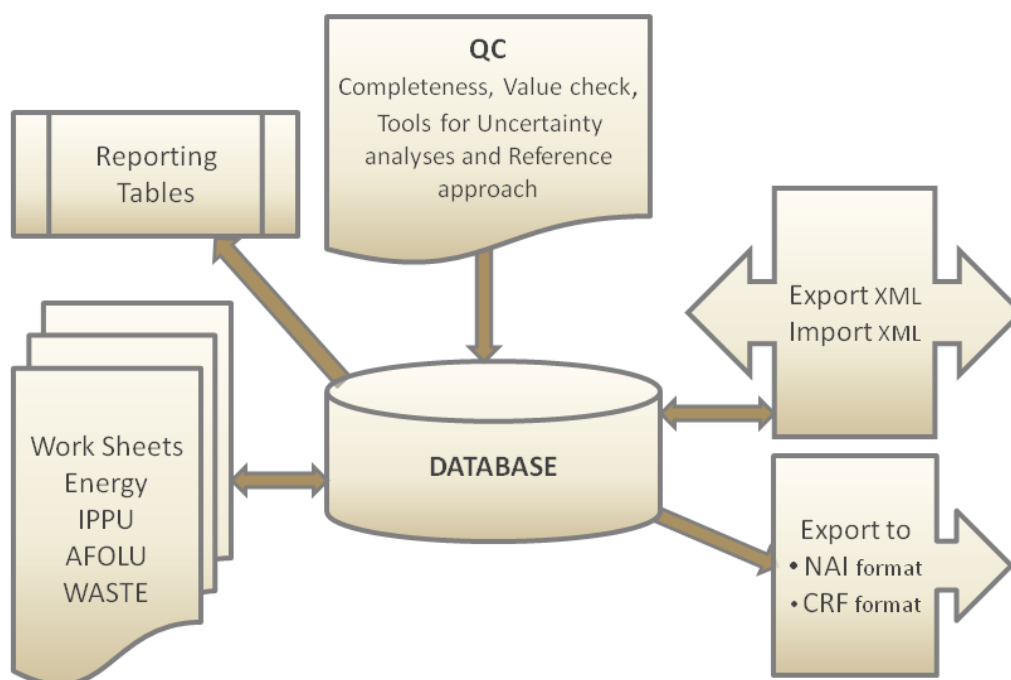 QC
Completeness, Value check,
Tools for Uncertainty
analyses and Reference
approach
Reporting
Tables
Export XML
Import XML
Work Sheets
Energy
IPPU
AFOLU
WASTE
DATABASE
Export to
• NAI format
• CRF format